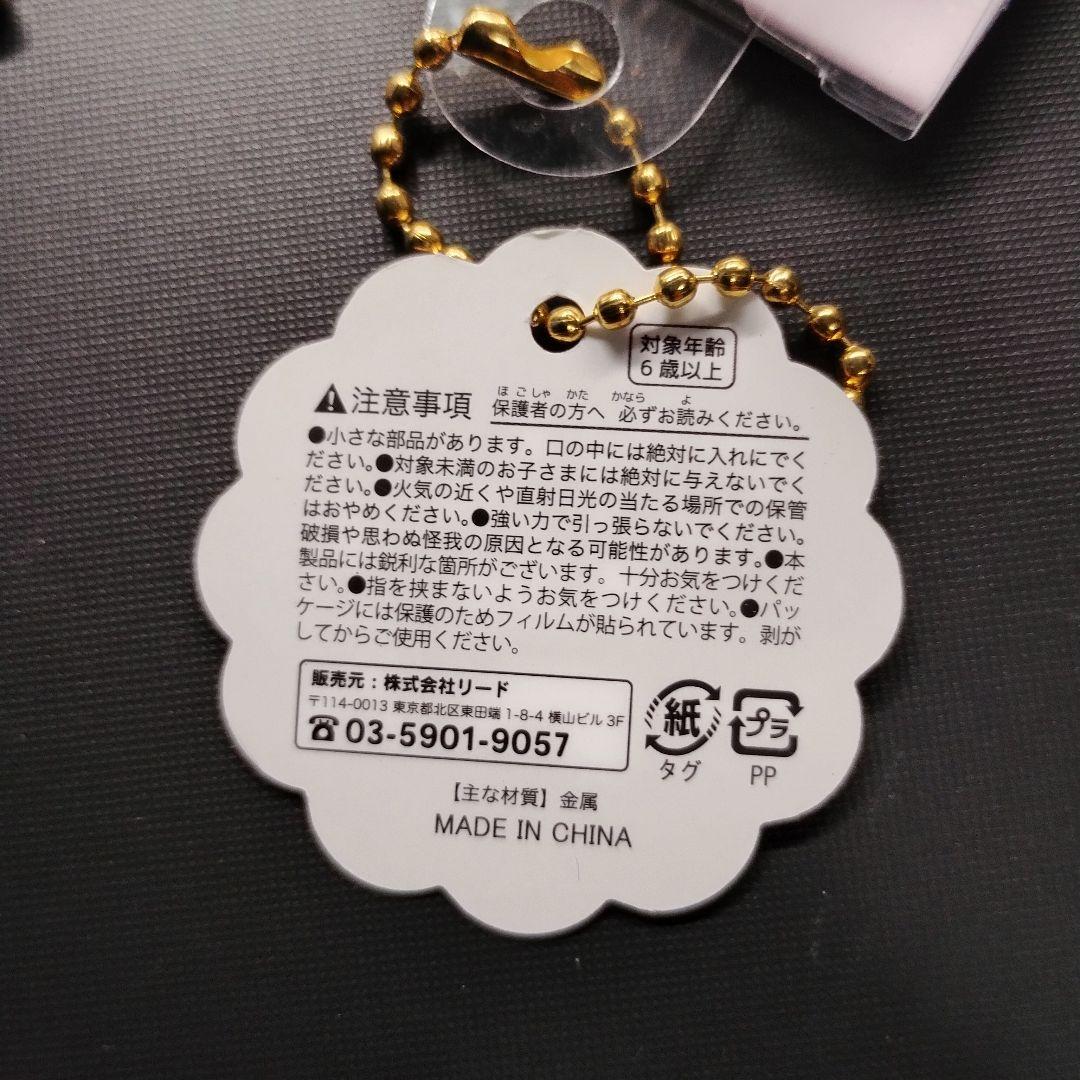 対象年齢
6歳以上
⚠注意事項
ほごしゃ かた かなら よ
保護者の方へ 必ずお読みください。
●小さな部品があります。口の中には絶対に入れにでく
ださい。●対象未満のお子さまには絶対に与えないでく
ださい。●火気の近くや直射日光の当たる場所での保管
はおやめください。●強い力で引っ張らないでください。
破損や思わぬ怪我の原因となる可能性があります。●本
製品には鋭利な箇所がございます。十分お気をつけくだ
さい。●指を挟まないようお気をつけください。●パッ
ケージには保護のためフィルムが貼られています。剥が
してからご使用ください。
販売元：株式会社リード
〒114-0013 東京都北区東田端 1-8-4 横山ビル 3F
☎03-5901-9057
紙
タグ
プラ
PP
【主な材質】金属
MADE IN CHINA